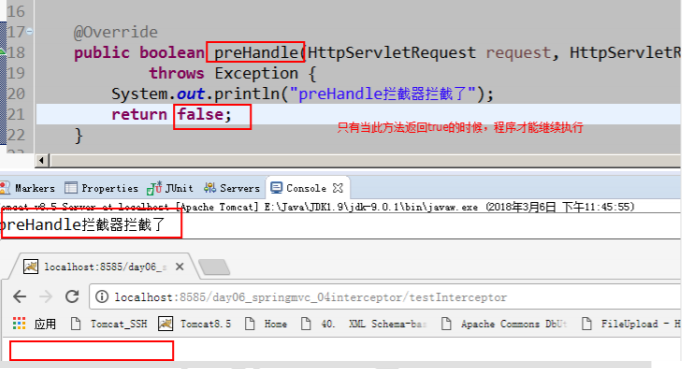 16
17 @Override
18 public boolean preHandle(HttpServletRequest request, HttpServletR
19 throws Exception {
20 System.out.println("preHandle拦截器拦截了");
21 return false;
只有当此方法返回true的时候，程序才能继续执行
22 }
Markers Properties JUnit Servers Console
Tomcat v8.5 Server at localhost [Apache Tomcat] E:\Java\JDK1.9\jdk-9.0.1\bin\javaw.exe (2018年3月6日 下午11:45:55)
preHandle拦截器拦截了
localhost:8585/day06_s
localhost:8585/day06_springmvc_04interceptor/testInterceptor
应用 Tomcat_SSH Tomcat8.5 Home 40. XML Schema-ba Apache Commons DbU FileUpload - H